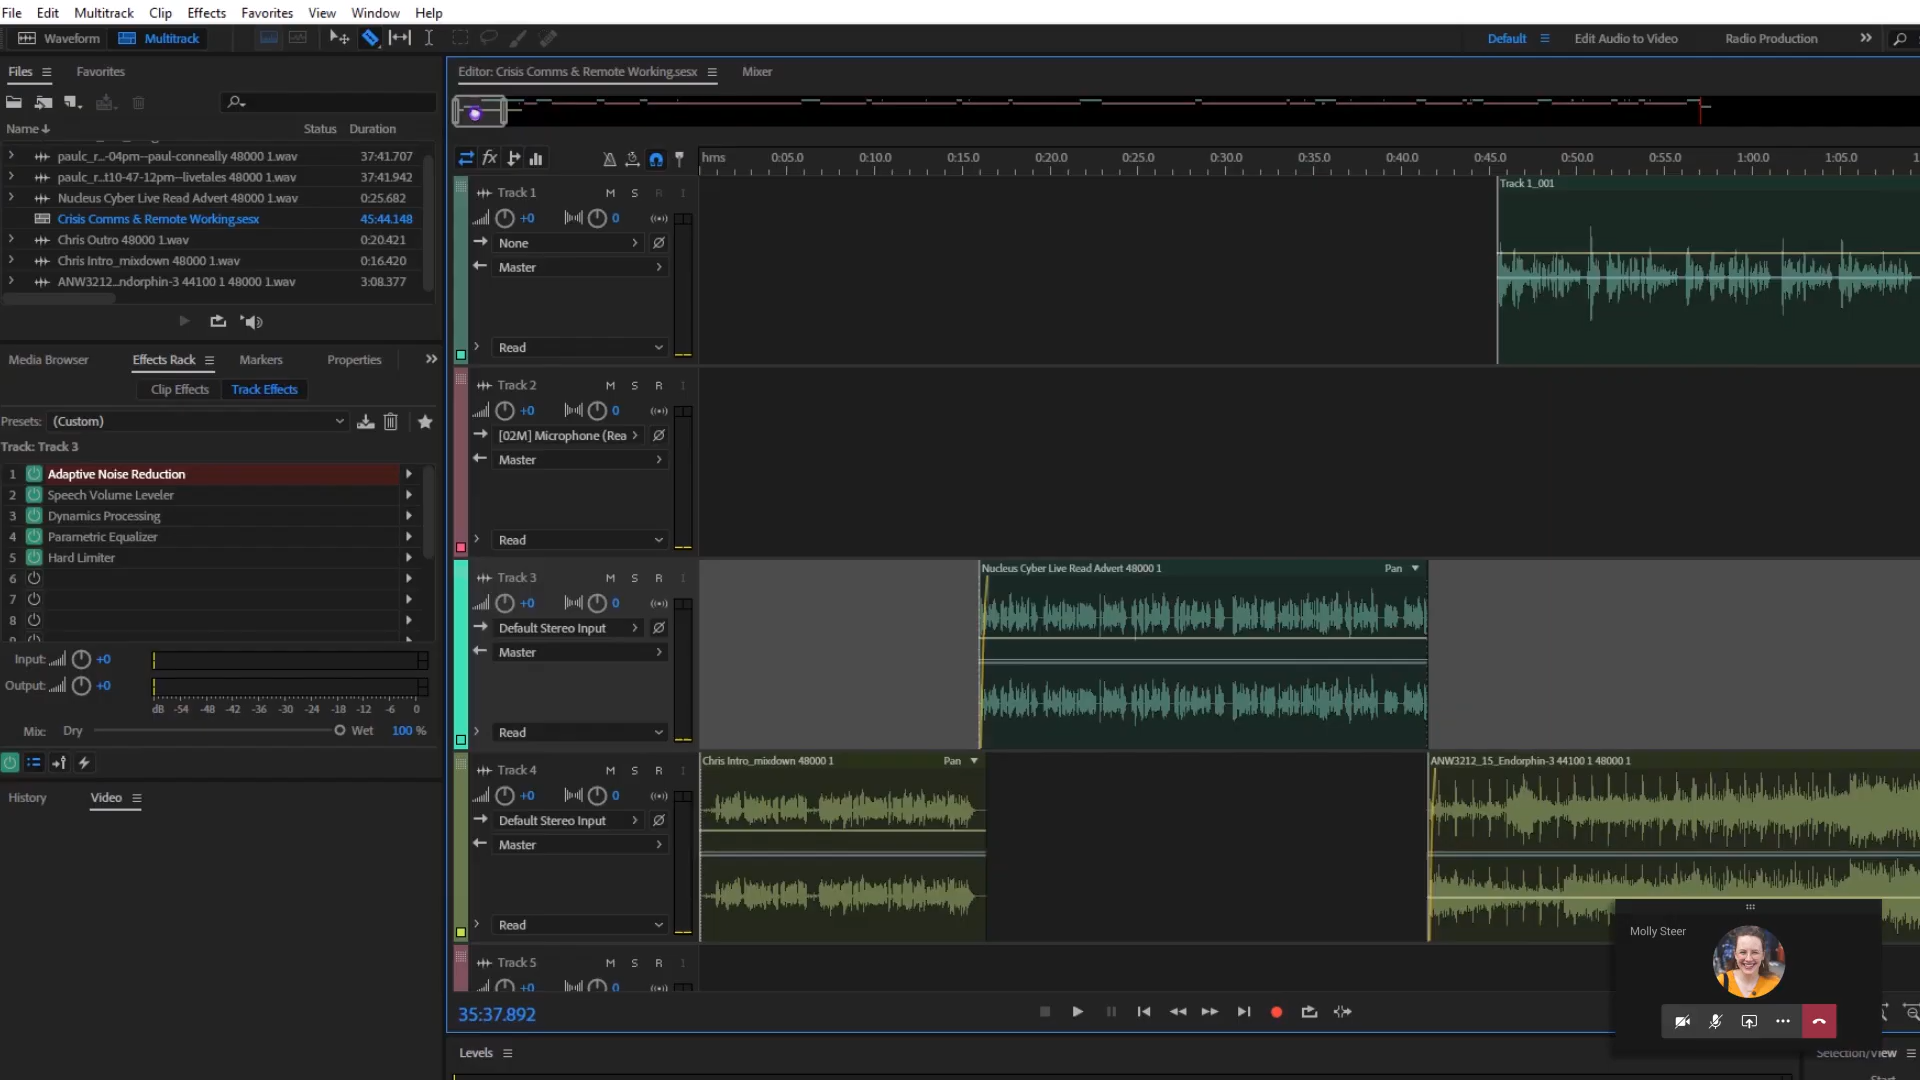 File Edit Multitrack Clip Effects Favorites View Window Help
Waveform Multitrack Default Edit Audio to Video Radio Production
Files Favorites
Name Status Duration
paulc_r...-04pm--paul-conneally 48000 1.wav 37:41.707
paulc_r...t10-47-12pm--livetales 48000 1.wav 37:41.942
Nucleus Cyber Live Read Advert 48000 1.wav 0:25.682
Crisis Comms & Remote Working.sesx 45:44.148
Chris Outro 48000 1.wav 0:20.421
Chris Intro_mixdown 48000 1.wav 0:16.420
ANW3212...ndorphin-3 44100 1 48000 1.wav 3:08.377
Media Browser Effects Rack Markers Properties
Clip Effects Track Effects
Presets: (Custom)
Track: Track 3
1 Adaptive Noise Reduction
2 Speech Volume Leveler
3 Dynamics Processing
4 Parametric Equalizer
5 Hard Limiter
6
7
8
Input: +0
Output: +0
dB -54 -48 -42 -36 -30 -24 -18 -12 -6 0
Mix: Dry Wet 100 %
History Video
Editor: Crisis Comms & Remote Working.sesx Mixer
fx
hms 0:05.0 0:10.0 0:15.0 0:20.0 0:25.0 0:30.0 0:35.0 0:40.0 0:45.0 0:50.0 0:55.0 1:00.0 1:05.0
Track 1 M S R I
+0 0
None
Master
Read
Track 1_001
Track 2 M S R I
+0 0
[02M] Microphone (Rea
Master
Read
Track 3 M S R I
+0 0
Default Stereo Input
Master
Read
Nucleus Cyber Live Read Advert 48000 1 Pan
Track 4 M S R I
+0 0
Default Stereo Input
Master
Read
Chris Intro_mixdown 48000 1 Pan
ANW3212_15_Endorphin-3 44100 1 48000 1
Track 5 M S R I
+0 0
35:37.892
Molly Steer
Levels
Selection/View